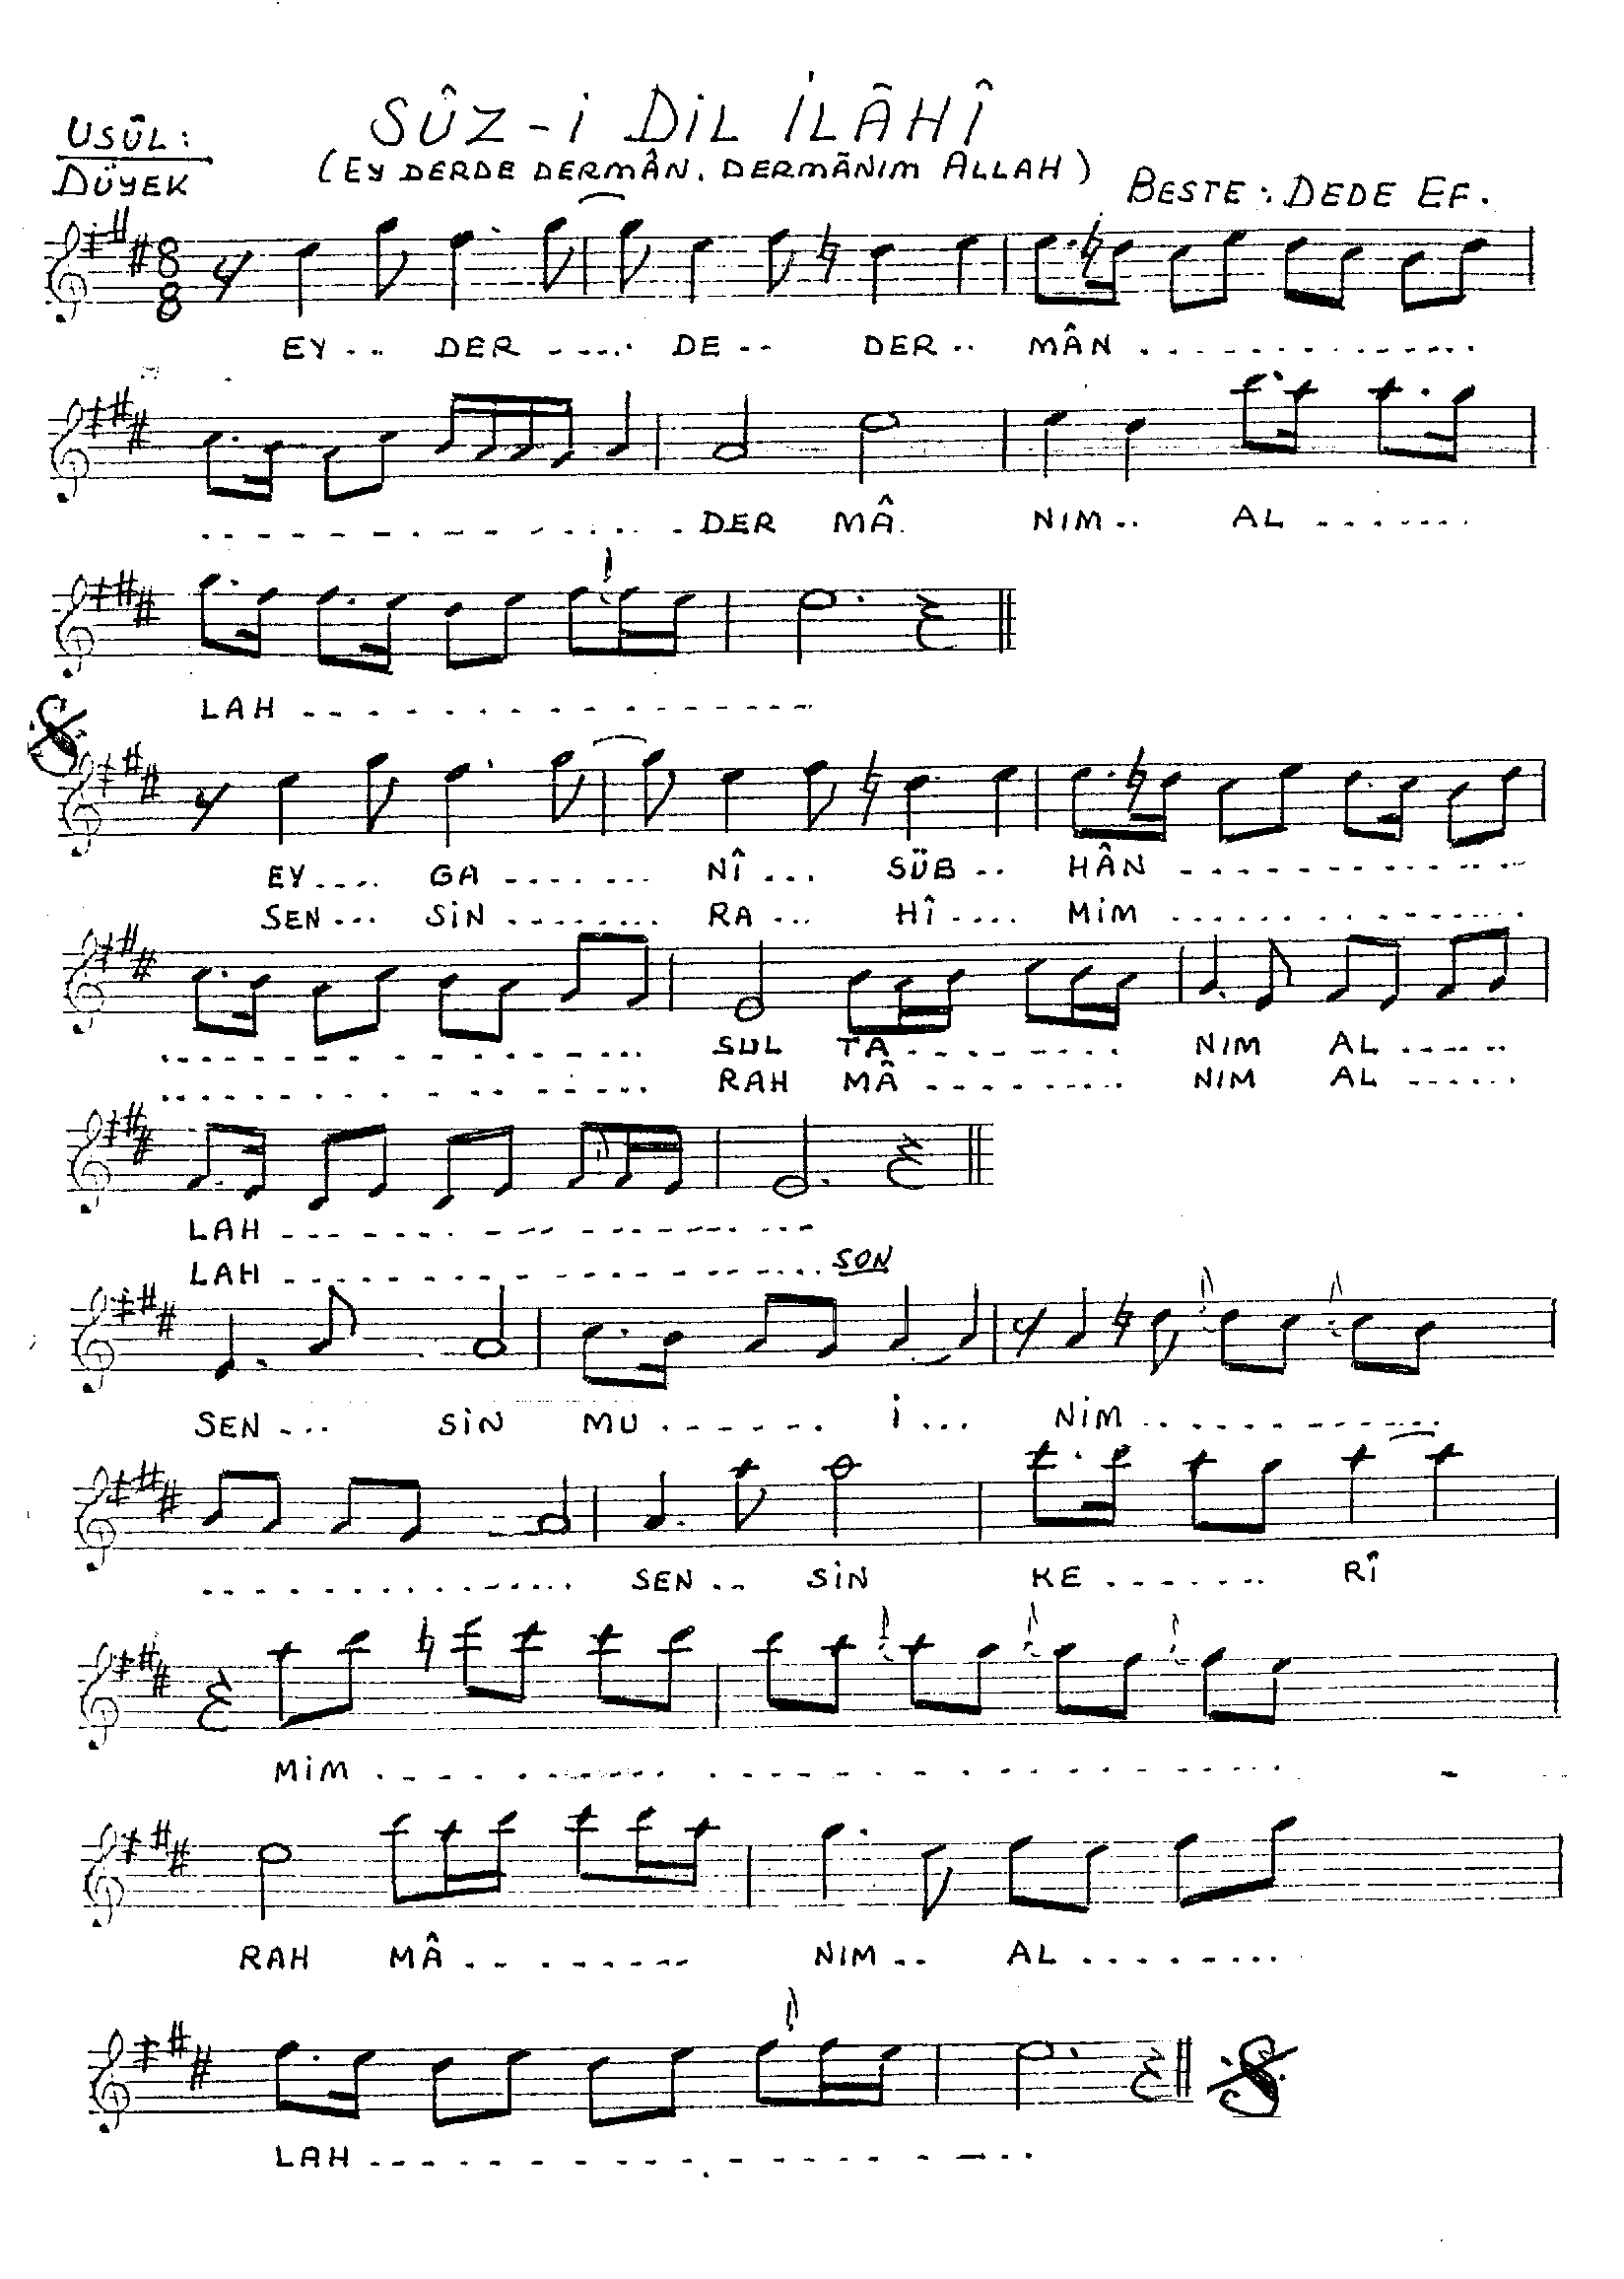 SÛZ-İ DİL İLÂHÎ
USÛL:
DÜYEK
(EY DERDE DERMÂN, DERMÂNIM ALLAH)
BESTE: DEDE EF.
8
8
EY ... DER ...... DE -- DER .. MÂN ...............
.................. DER MÂ. NIM .. AL .......
LAH ..................
EY .... GA ....... NÎ ... SÜB .. HÂN ..............
SEN ... SİN ........ RA ... HÎ .... MİM ..............
.................. SUL TA ......... NIM AL ......
.................. RAH MÂ ......... NIM AL ......
LAH ..................
LAH .................. SON
SEN ... SİN MU ...... İ ... NİM ..............
.............. SEN .. SİN KE ...... RÎ
MİM ..............................
RAH MÂ ........ NIM .. AL ........
LAH ..................